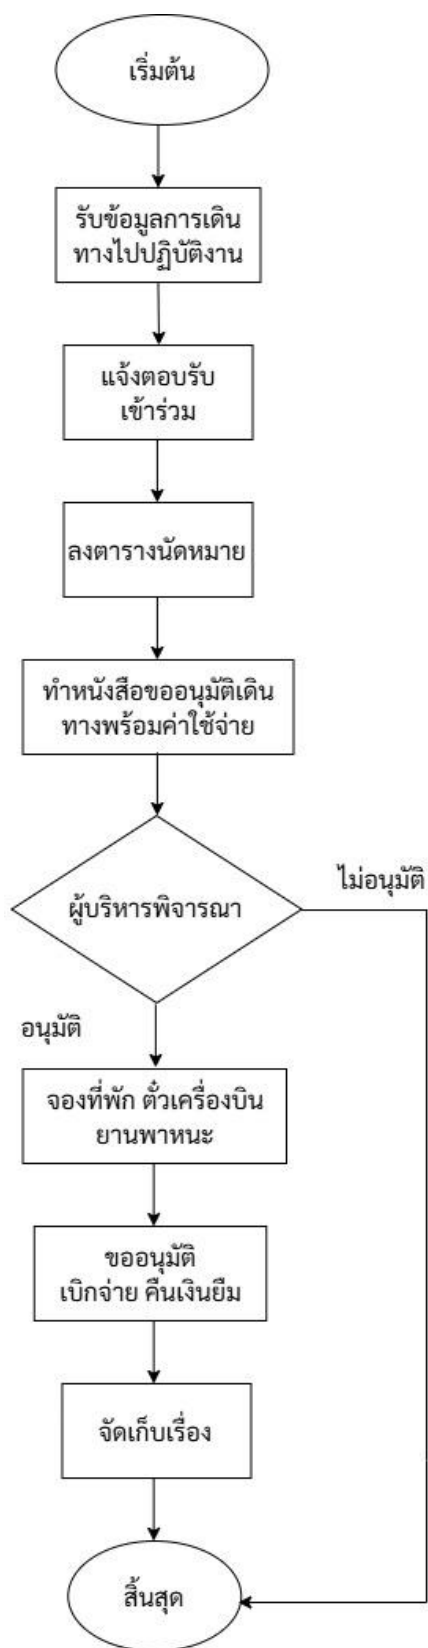 เริ่มต้น
รับข้อมูลการเดิน
ทางไปปฏิบัติงาน
แจ้งตอบรับ
เข้าร่วม
ลงตารางนัดหมาย
ทำหนังสือขออนุมัติเดิน
ทางพร้อมค่าใช้จ่าย
ไม่อนุมัติ
ผู้บริหารพิจารณา
อนุมัติ
จองที่พัก ตั๋วเครื่องบิน
ยานพาหนะ
ขออนุมัติ
เบิกจ่าย คืนเงินยืม
จัดเก็บเรื่อง
สิ้นสุด